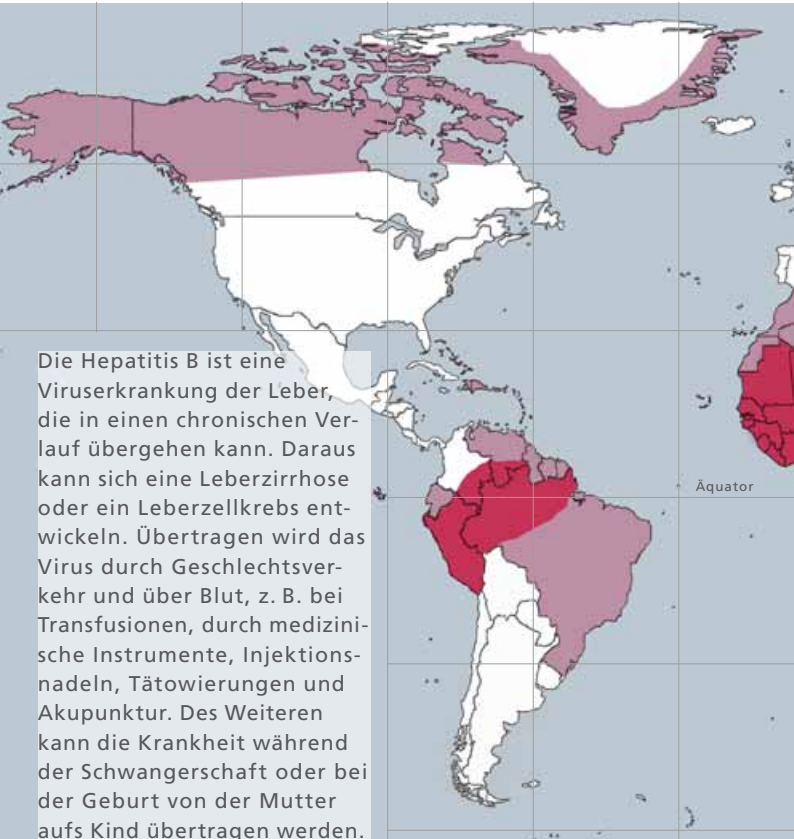 Die Hepatitis B ist eine
Viruserkrankung der Leber,
die in einen chronischen Ver-
lauf übergehen kann. Daraus
kann sich eine Leberzirrhose
oder ein Leberzellkrebs ent-
wickeln. Übertragen wird das
Virus durch Geschlechtsver-
kehr und über Blut, z. B. bei
Transfusionen, durch medizini-
sche Instrumente, Injektions-
nadeln, Tätowierungen und
Akupunktur. Des Weiteren
kann die Krankheit während
der Schwangerschaft oder bei
der Geburt von der Mutter
aufs Kind übertragen werden.
Äquator